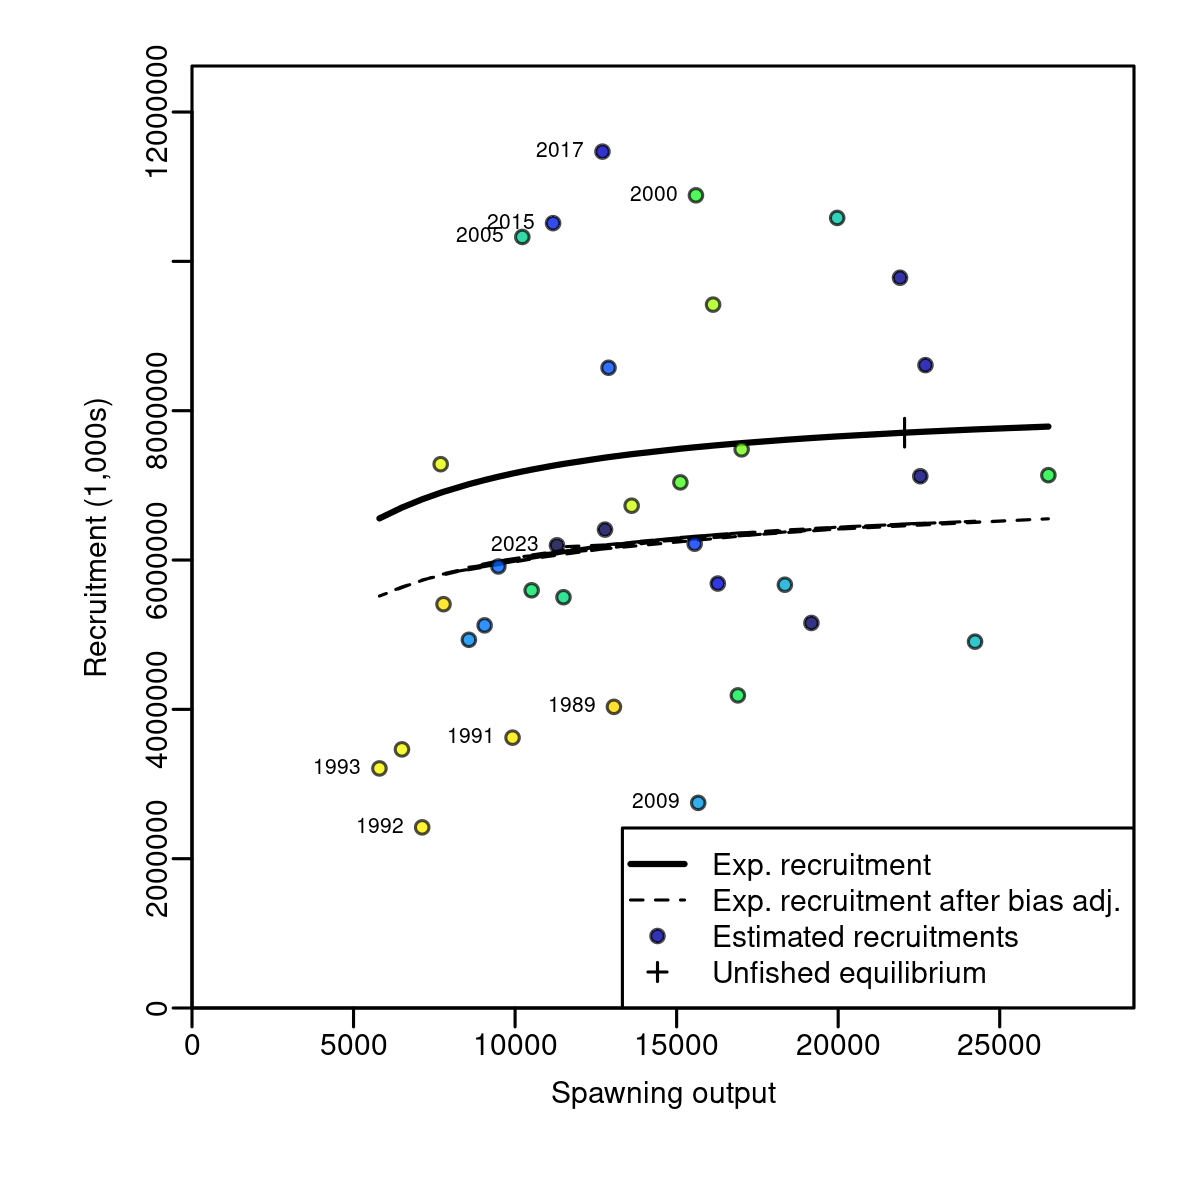 2017
2000
2015
2005
2023
1989
1991
1993
2009
1992
Recruitment (1,000s)
12000000
8000000
6000000
4000000
2000000
0
Exp. recruitment
Exp. recruitment after bias adj.
Estimated recruitments
Unfished equilibrium
0 5000 10000 15000 20000 25000
Spawning output